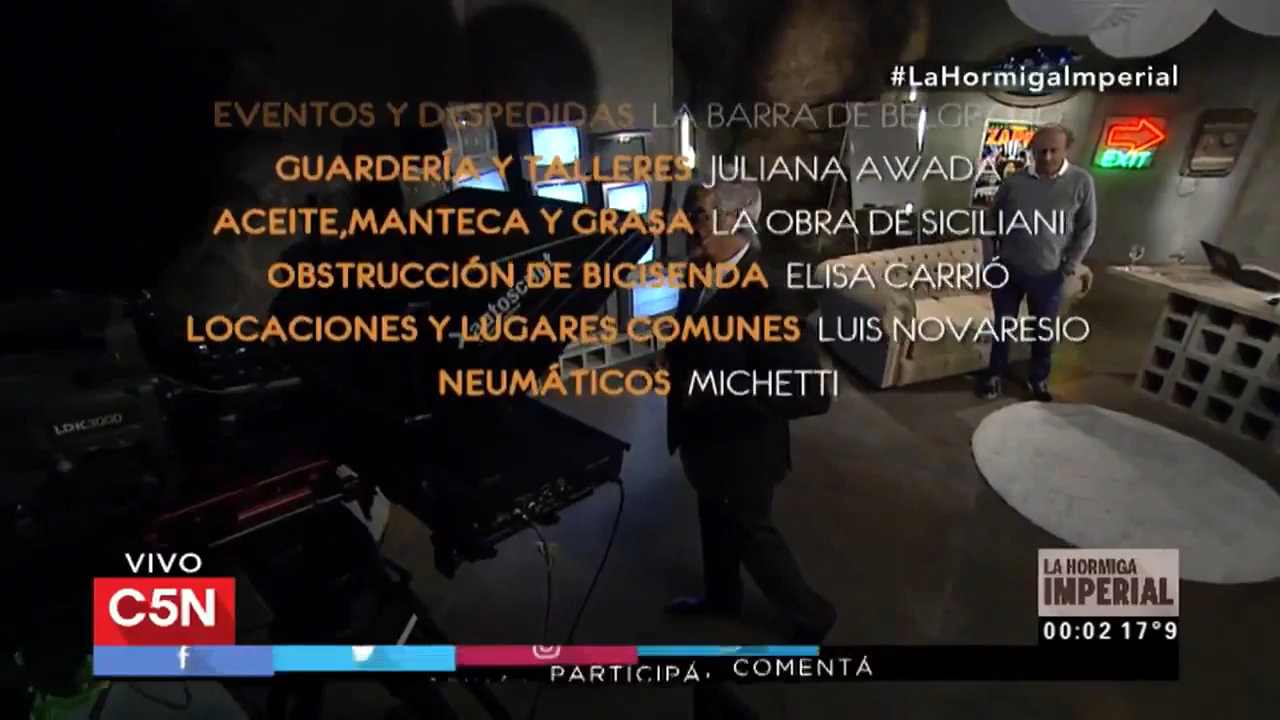 #LaHormigaImperial
EVENTOS Y DESPEDIDAS LA BARRA DE
GUARDERÍA Y TALLERES JULIANA AWADA
ACEITE,MANTECA Y GRASA LA OBRA DE SICILIANI
OBSTRUCCIÓN DE BICISENDA ELISA CARRIÓ
LOCACIONES Y LUGARES COMUNES LUIS NOVARESIO
NEUMÁTICOS MICHETTI
EXIT
autoscript
LDK3000
VIVO
C5N
LA HORMIGA
IMPERIAL
00:02 17°9
PARTICIPÁ, COMENTÁ